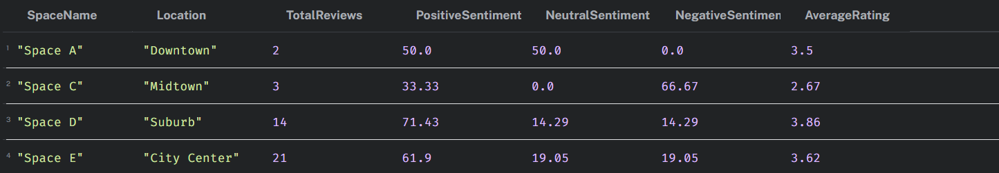 SpaceName Location TotalReviews PositiveSentiment NeutralSentiment NegativeSentimen AverageRating
1 "Space A" "Downtown" 2 50.0 50.0 0.0 3.5
2 "Space C" "Midtown" 3 33.33 0.0 66.67 2.67
3 "Space D" "Suburb" 14 71.43 14.29 14.29 3.86
4 "Space E" "City Center" 21 61.9 19.05 19.05 3.62